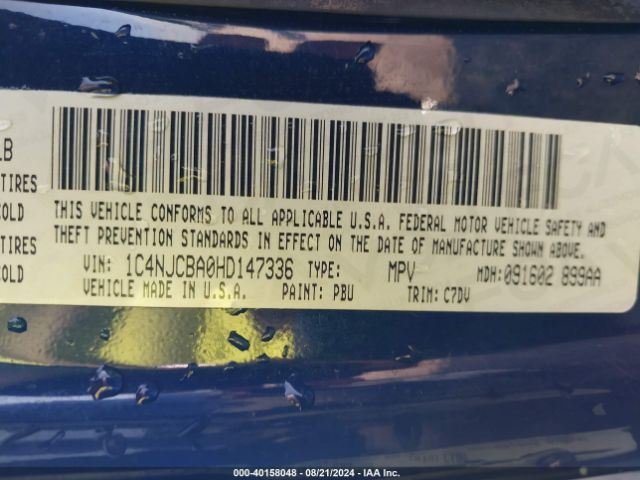 LB
TIRES
COLD
TIRES
COLD
THIS VEHICLE CONFORMS TO ALL APPLICABLE U.S.A. FEDERAL MOTOR VEHICLE SAFETY AND
THEFT PREVENTION STANDARDS IN EFFECT ON THE DATE OF MANUFACTURE SHOWN ABOVE.
VIN: 1C4NJCBA0HD147336 TYPE: MPV MDH:091602 899AA
VEHICLE MADE IN U.S.A. PAINT: PBU TRIM: C7DV
000-40158048 - 08/21/2024 - IAA Inc.